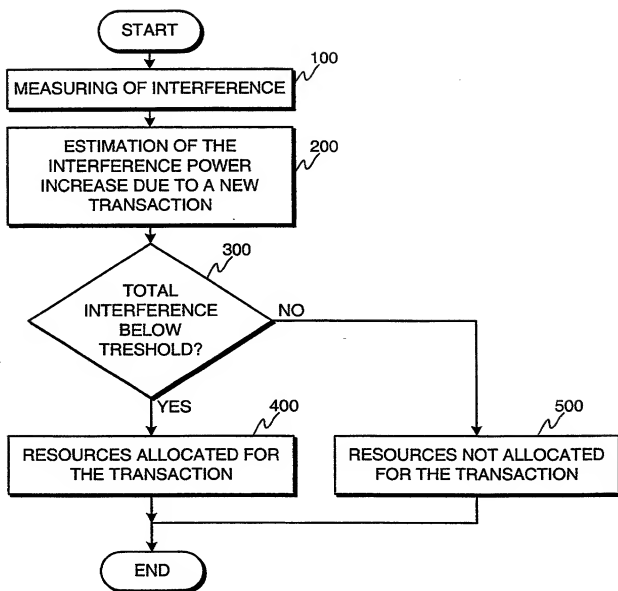 START
100
MEASURING OF INTERFERENCE
200
ESTIMATION OF THE
INTERFERENCE POWER
INCREASE DUE TO A NEW
TRANSACTION
300
TOTAL
INTERFERENCE
BELOW
TRESHOLD?
NO
YES
400
RESOURCES ALLOCATED FOR
THE TRANSACTION
500
RESOURCES NOT ALLOCATED
FOR THE TRANSACTION
END